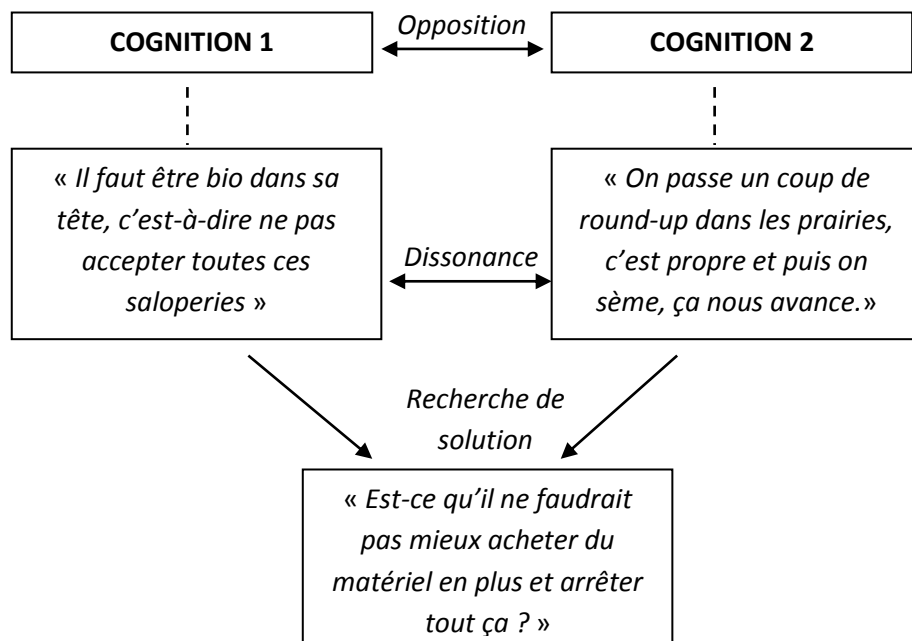 COGNITION 1
Opposition
COGNITION 2
« Il faut être bio dans sa
tête, c’est-à-dire ne pas
accepter toutes ces
saloperies »
Dissonance
« On passe un coup de
round-up dans les prairies,
c’est propre et puis on
sème, ça nous avance.»
Recherche de
solution
« Est-ce qu’il ne faudrait
pas mieux acheter du
matériel en plus et arrêter
tout ça ? »